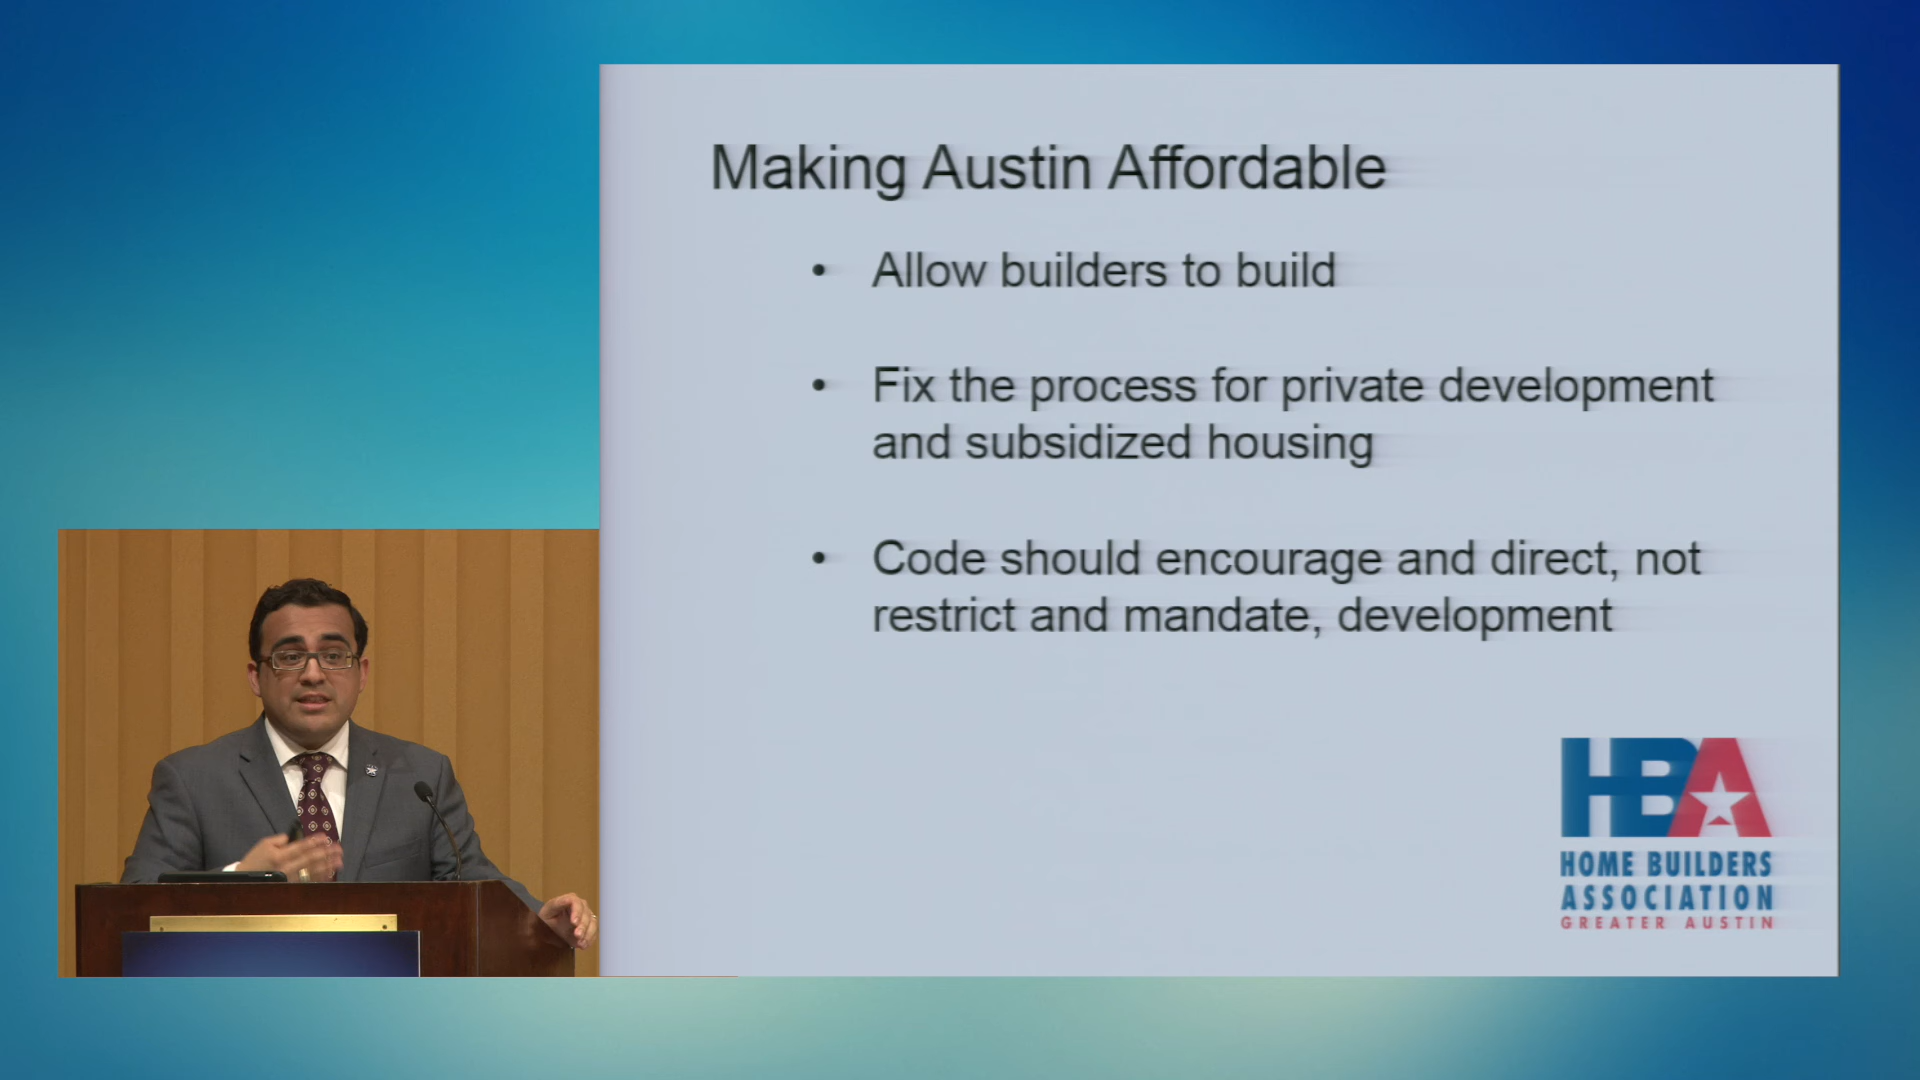 Making Austin Affordable
• Allow builders to build
• Fix the process for private development
and subsidized housing
• Code should encourage and direct, not
restrict and mandate, development
HBA
HOME BUILDERS
ASSOCIATION
GREATER AUSTIN